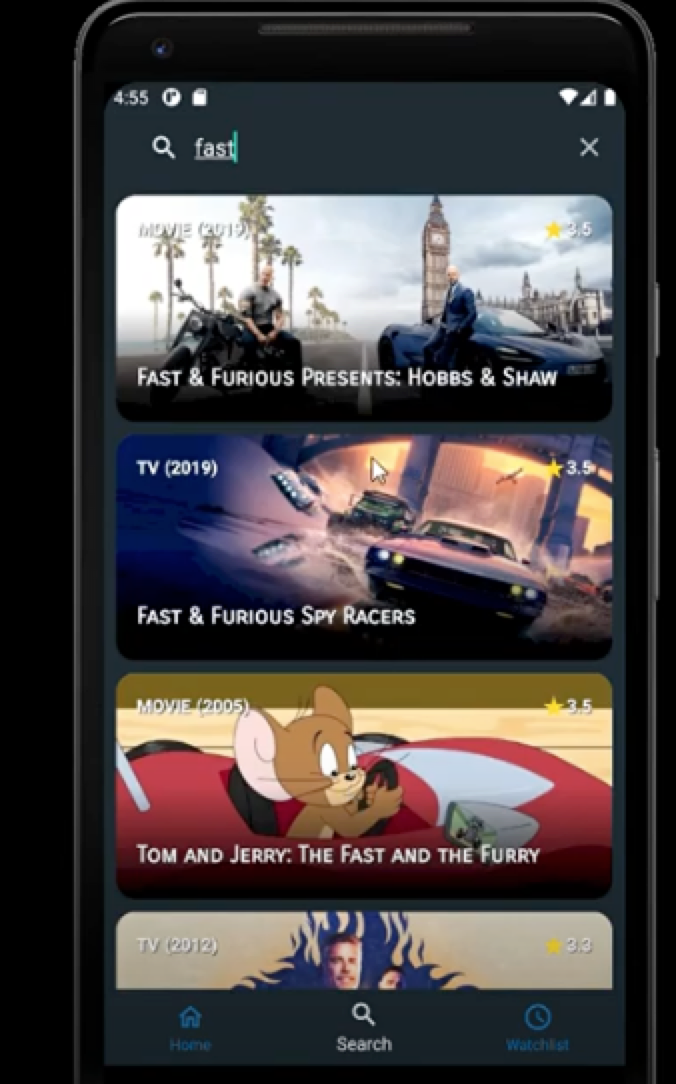 4:55
fast
MOVIE (2019)
3.5
Fast & Furious Presents: Hobbs & Shaw
TV (2019)
3.5
Fast & Furious Spy Racers
MOVIE (2005)
3.5
Tom and Jerry: The Fast and the Furry
TV (2012)
3.3
Home
Search
Watchlist